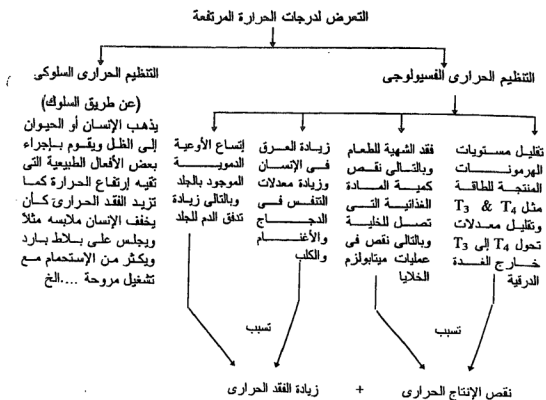 التعرض لدرجات الحرارة المرتفعة
التنظيم الحرارى الفسيولوجى
التنظيم الحرارى السلوكى
تقليل مستويات
الهرمونات
المنتجة للطاقة
مثل T₄ & T₃
وتقليل معدلات
تحول T₄ إلى T₃
خارج الغدة
الدرقية
فقد الشهية للطعام
وبالتالى نقص
كمية المادة
الغذائية التى
تصل للخلية
وبالتالى نقص فى
عمليات ميتابولزم
الخلايا
زيادة العرق
فى الإنسان
وزيادة معدلات
التنفس فى
الدجاج
والأغنام
والكلب
إتساع الأوعية
الدموية
الموجود بالجلد
وبالتالى زيادة
تدفق الدم للجلد
(عن طريق السلوك)
يذهب الإنسان أو الحيوان
إلى الظل ويقوم بإجراء
بعض الأفعال الطبيعية التى
تقيه إرتفاع الحرارة كما
تزيد الفقد الحرارى كأن
يخفف الإنسان ملابسه مثلاً
ويجلس على بلاط بارد
ويكثر من الإستحمام مع
تشغيل مروحة ....الخ
تسبب
تسبب
نقص الإنتاج الحرارى + زيادة الفقد الحرارى